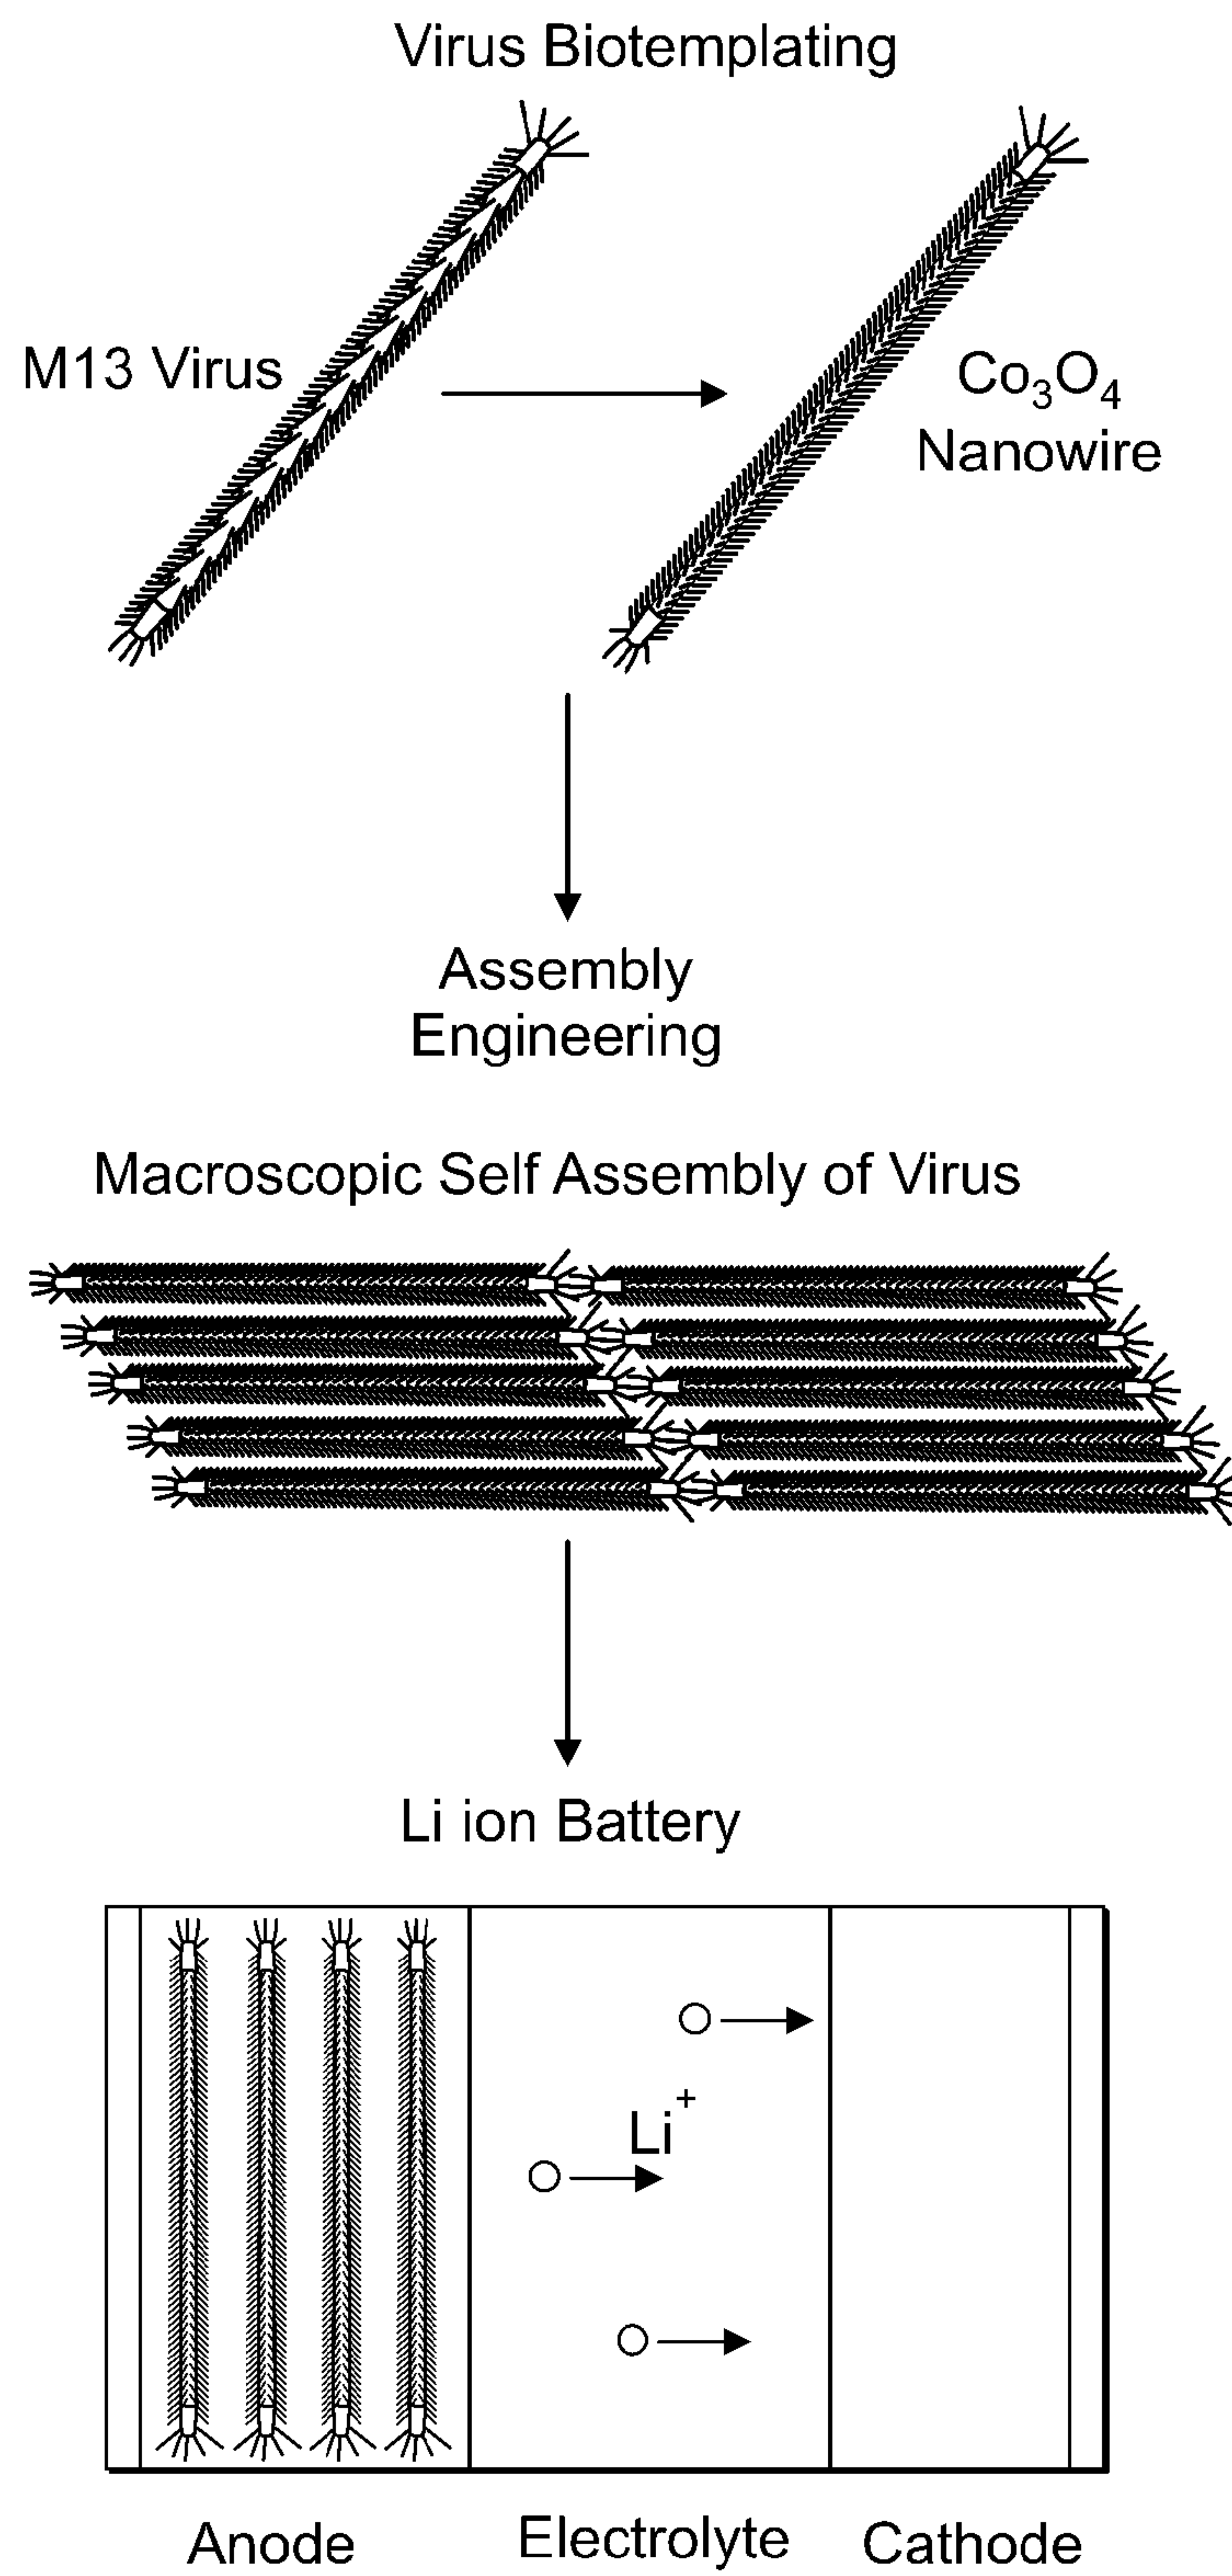 Virus Biotemplating
M13 Virus
Co₃O₄
Nanowire
Assembly
Engineering
Macroscopic Self Assembly of Virus
Li ion Battery
Li⁺
Anode
Electrolyte
Cathode